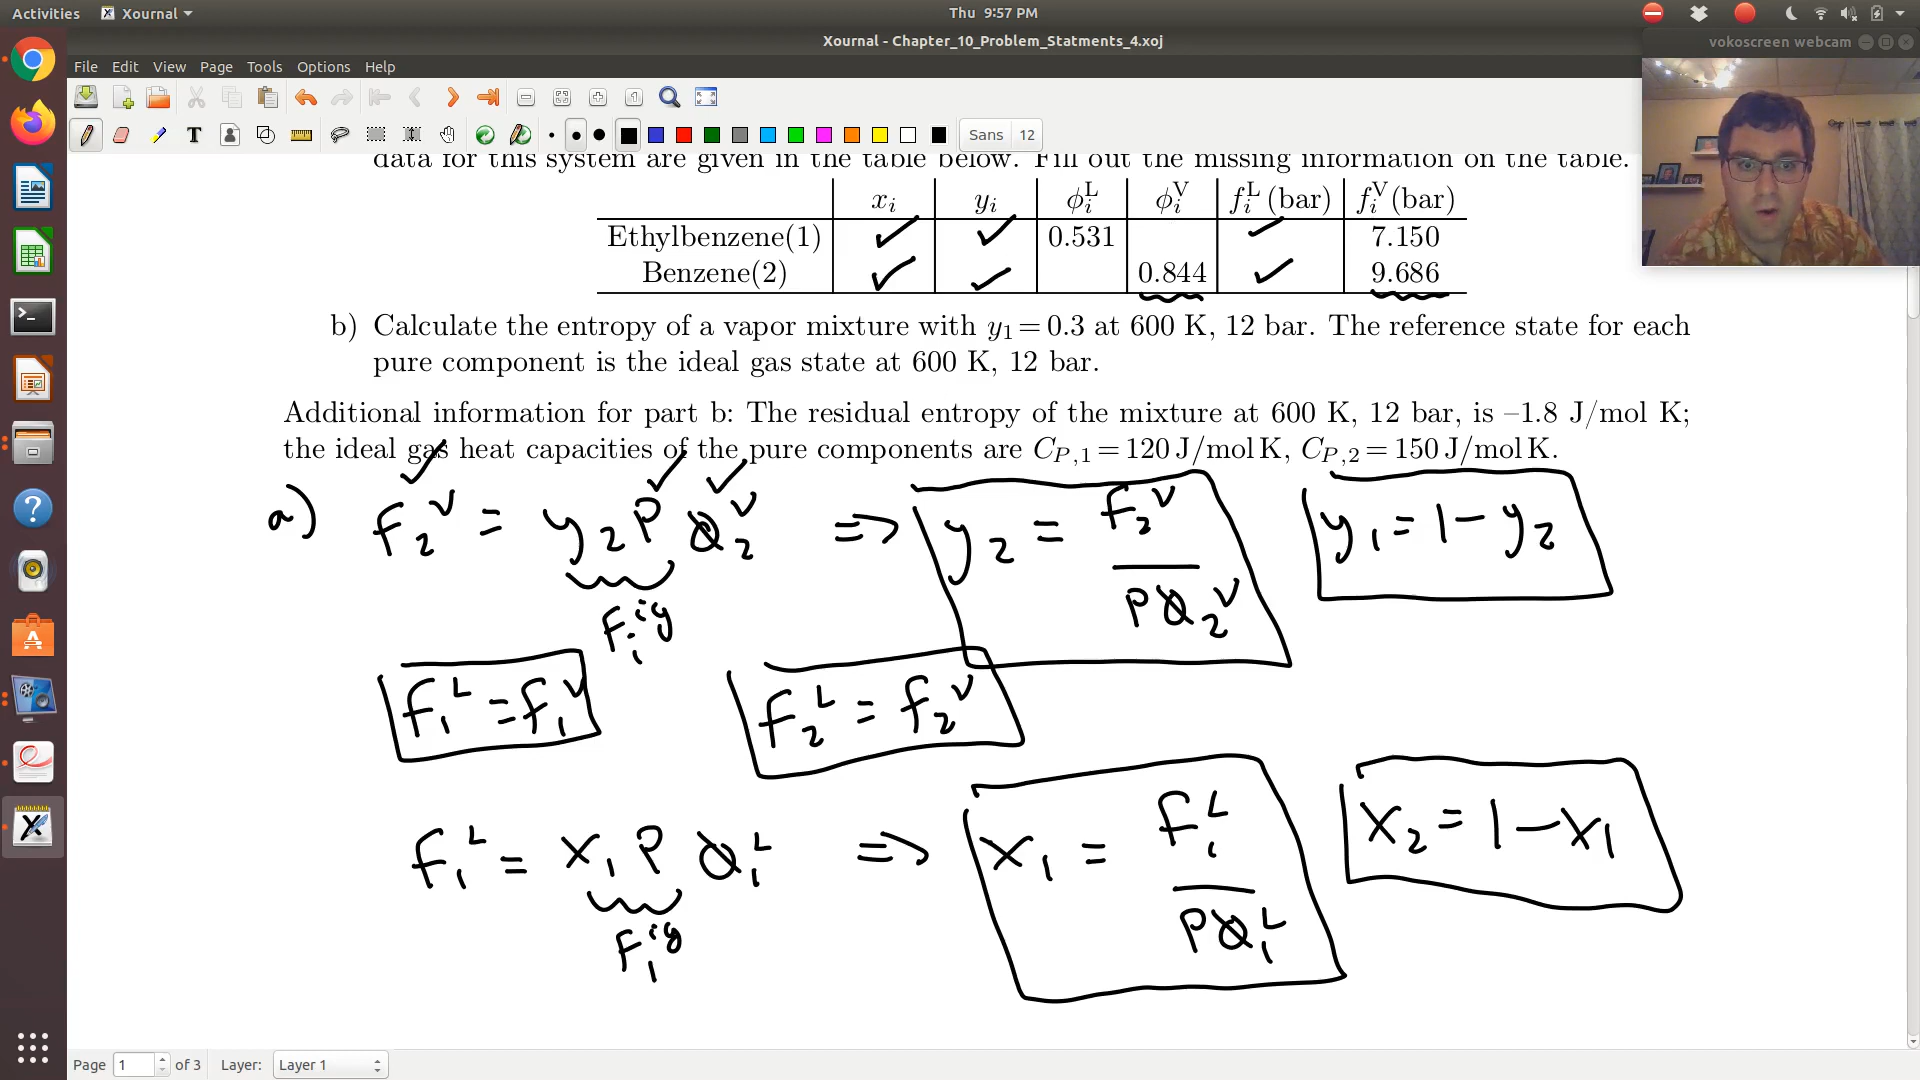 Activities Xournal Thu 9:57 PM
Xournal - Chapter_10_Problem_Statments_4.xoj
vokoscreen webcam
File Edit View Page Tools Options Help
Sans 12
data for this system are given in the table below. Fill out the missing information on the table.
x_i y_i ϕ_i^L ϕ_i^V f_i^L (bar) f_i^V (bar)
Ethylbenzene(1) ✓ ✓ 0.531 ✓ 7.150
Benzene(2) ✓ ✓ 0.844 ✓ 9.686
b) Calculate the entropy of a vapor mixture with y_1 = 0.3 at 600 K, 12 bar. The reference state for each
pure component is the ideal gas state at 600 K, 12 bar.
Additional information for part b: The residual entropy of the mixture at 600 K, 12 bar, is –1.8 J/mol K;
the ideal gas heat capacities of the pure components are C_{P,1} = 120 J/mol K, C_{P,2} = 150 J/mol K.
a) f_2^V = y_2 P ϕ_2^V => y_2 = f_2^V / P ϕ_2^V y_1 = 1 - y_2
f_i^{ig}
f_1^L = f_1^V f_2^L = f_2^V
f_1^L = x_1 P ϕ_1^L => x_1 = f_1^L / P ϕ_1^L x_2 = 1 - x_1
f_1^{ig}
Page 1 of 3 Layer: Layer 1